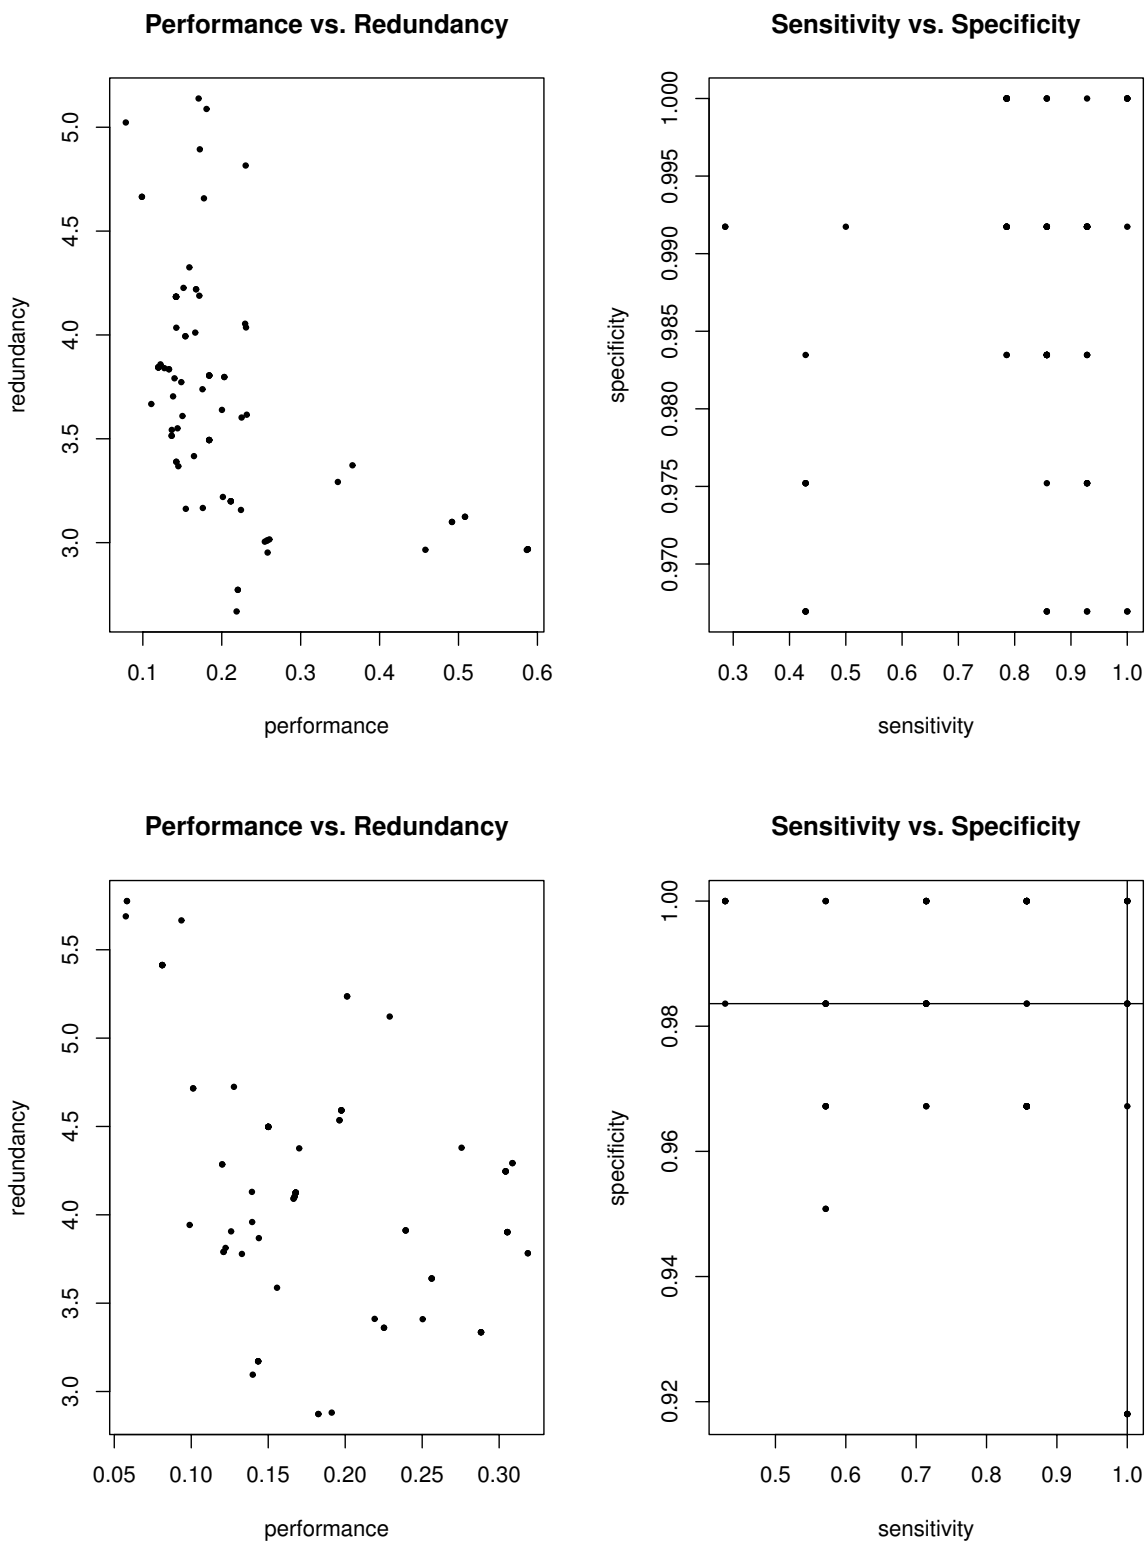 Performance vs. Redundancy
redundancy
5.0
4.5
4.0
3.5
3.0
0.1 0.2 0.3 0.4 0.5 0.6
performance
Sensitivity vs. Specificity
specificity
1.000
0.995
0.990
0.985
0.980
0.975
0.970
0.3 0.4 0.5 0.6 0.7 0.8 0.9 1.0
sensitivity
Performance vs. Redundancy
redundancy
5.5
5.0
4.5
4.0
3.5
3.0
0.05 0.10 0.15 0.20 0.25 0.30
performance
Sensitivity vs. Specificity
specificity
1.00
0.98
0.96
0.94
0.92
0.5 0.6 0.7 0.8 0.9 1.0
sensitivity